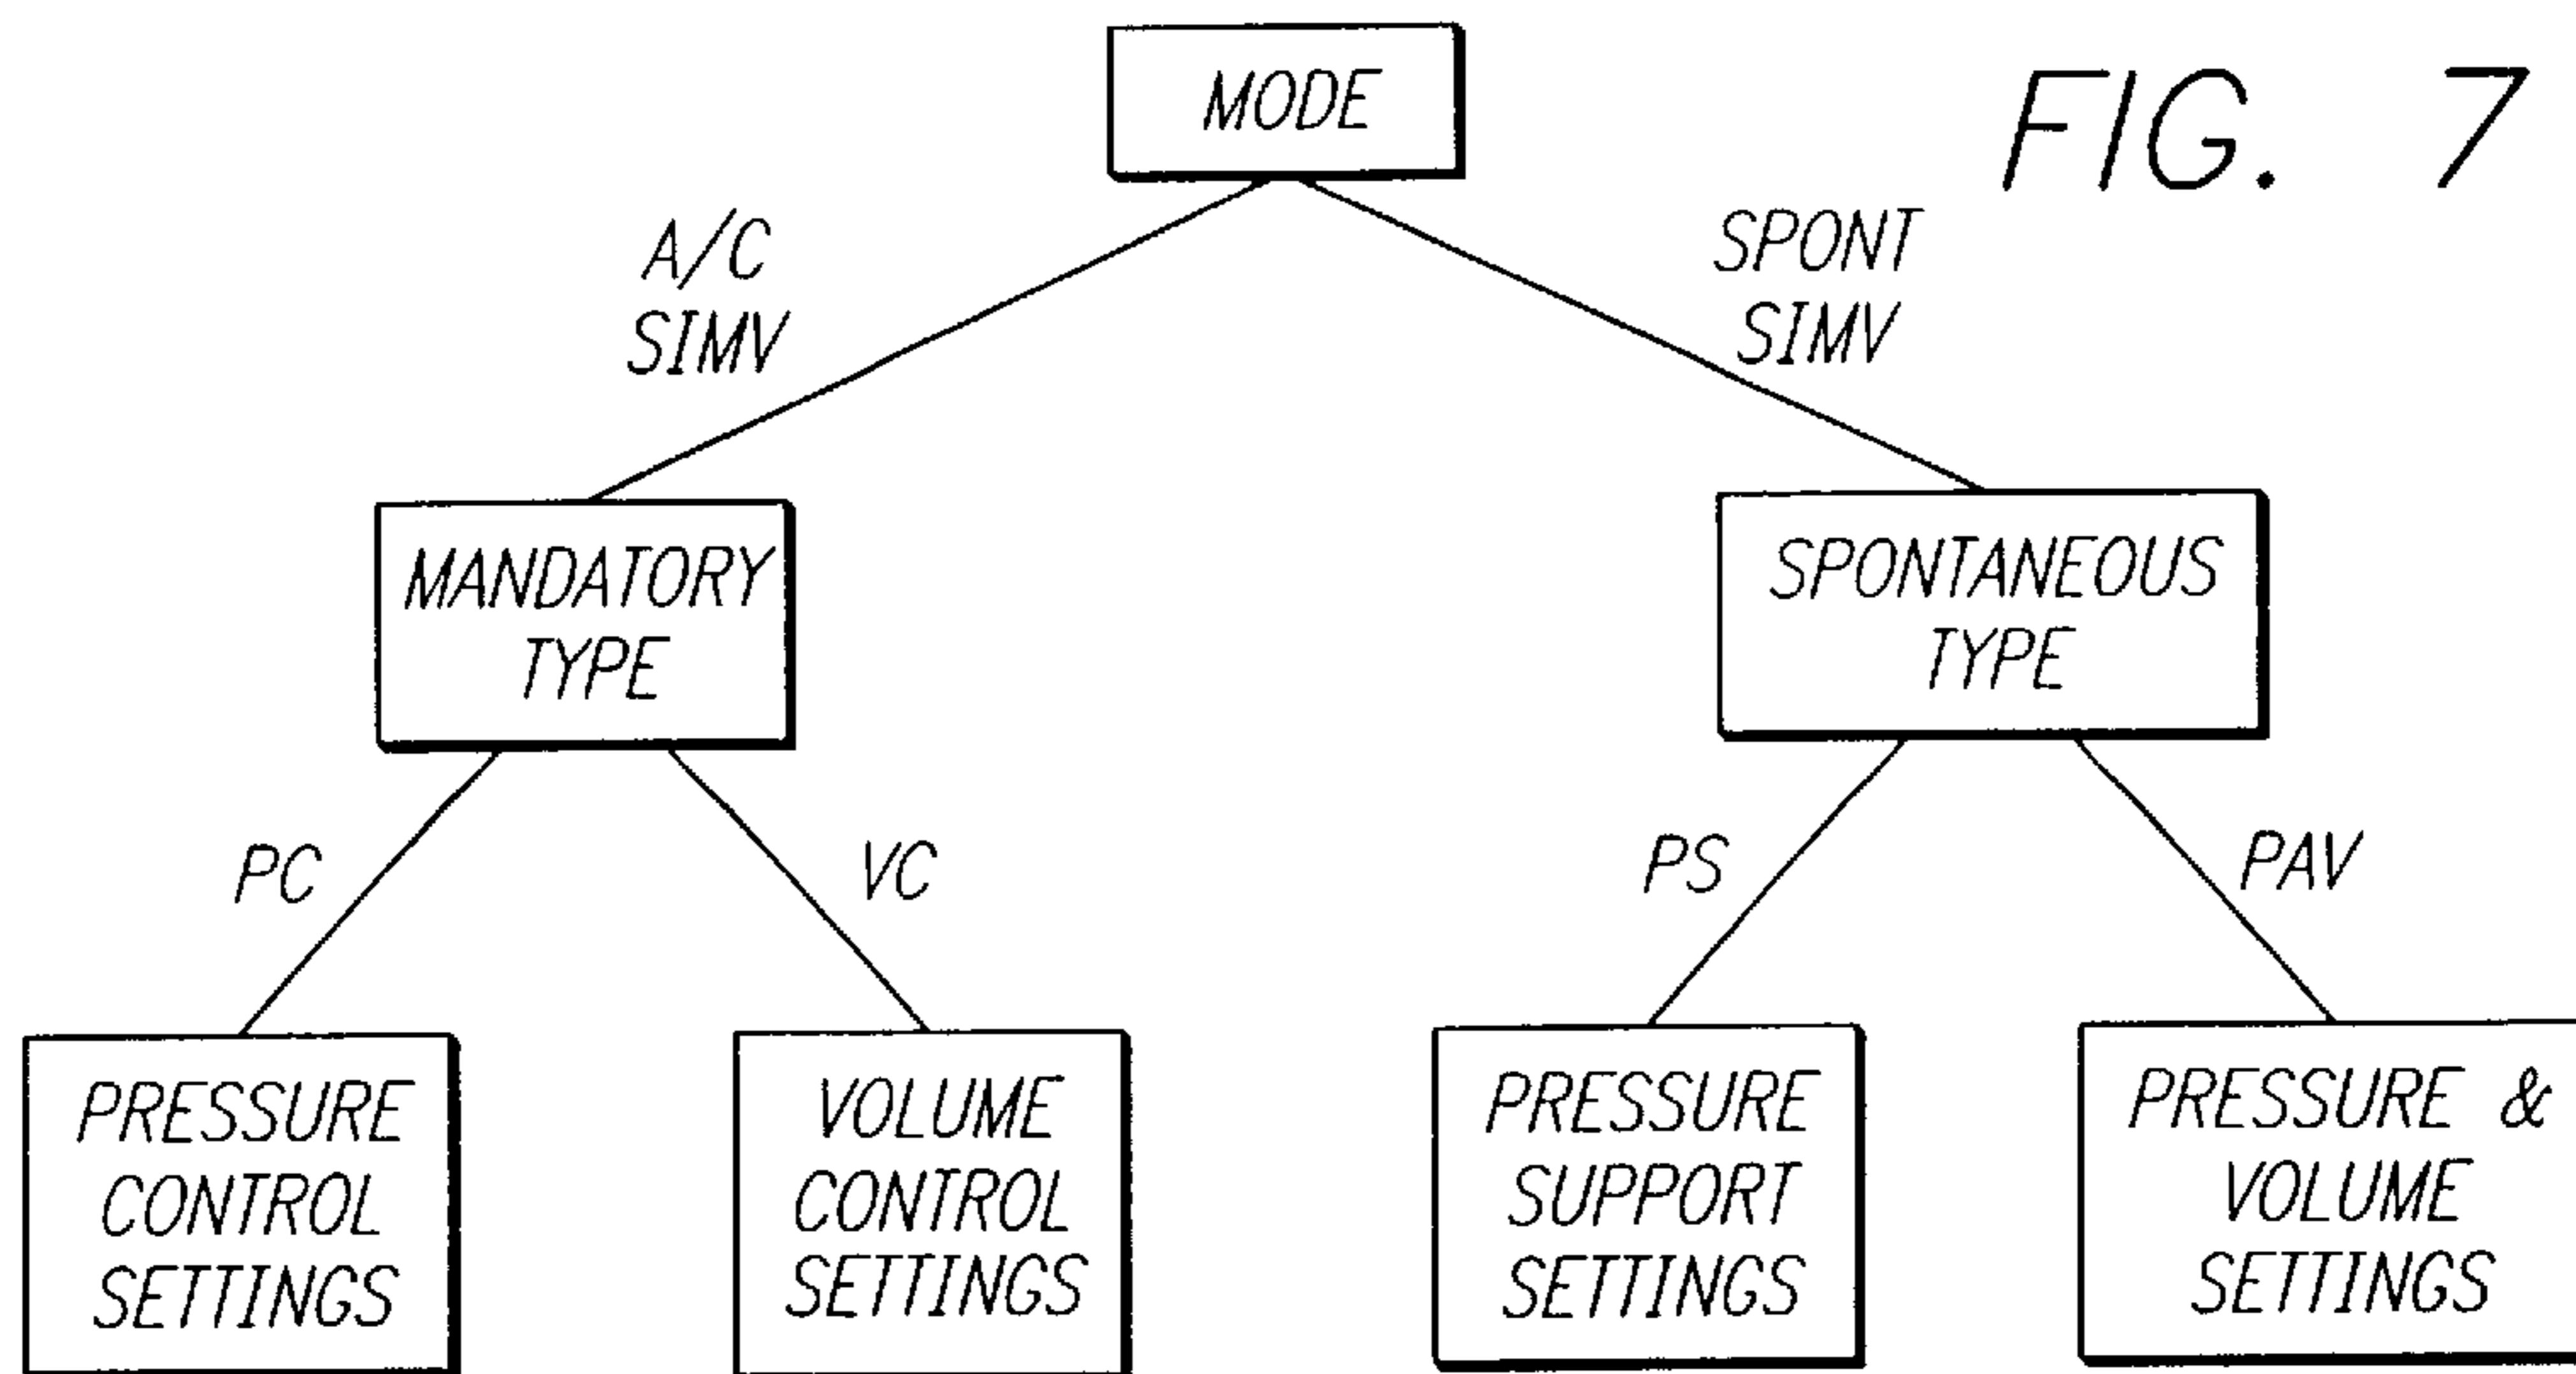 MODE
FIG. 7
A/C
SIMV
SPONT
SIMV
MANDATORY
TYPE
SPONTANEOUS
TYPE
PC
VC
PS
PAV
PRESSURE
CONTROL
SETTINGS
VOLUME
CONTROL
SETTINGS
PRESSURE
SUPPORT
SETTINGS
PRESSURE &
VOLUME
SETTINGS